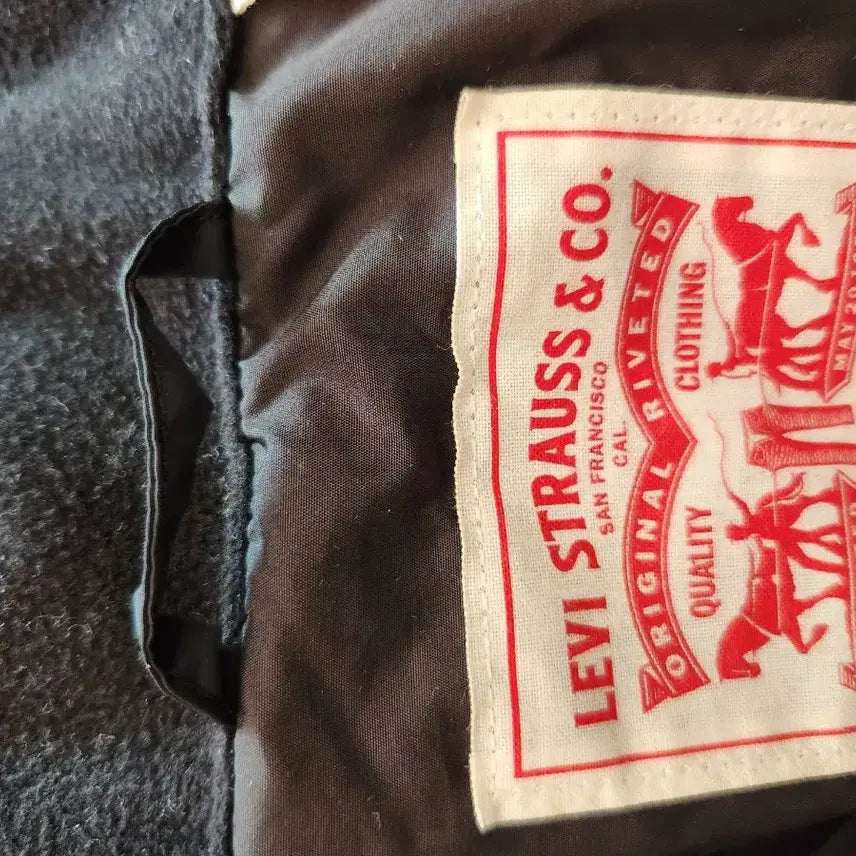 LEVI STRAUSS & CO.
SAN FRANCISCO
CAL.
ORIGINAL RIVETED
QUALITY CLOTHING